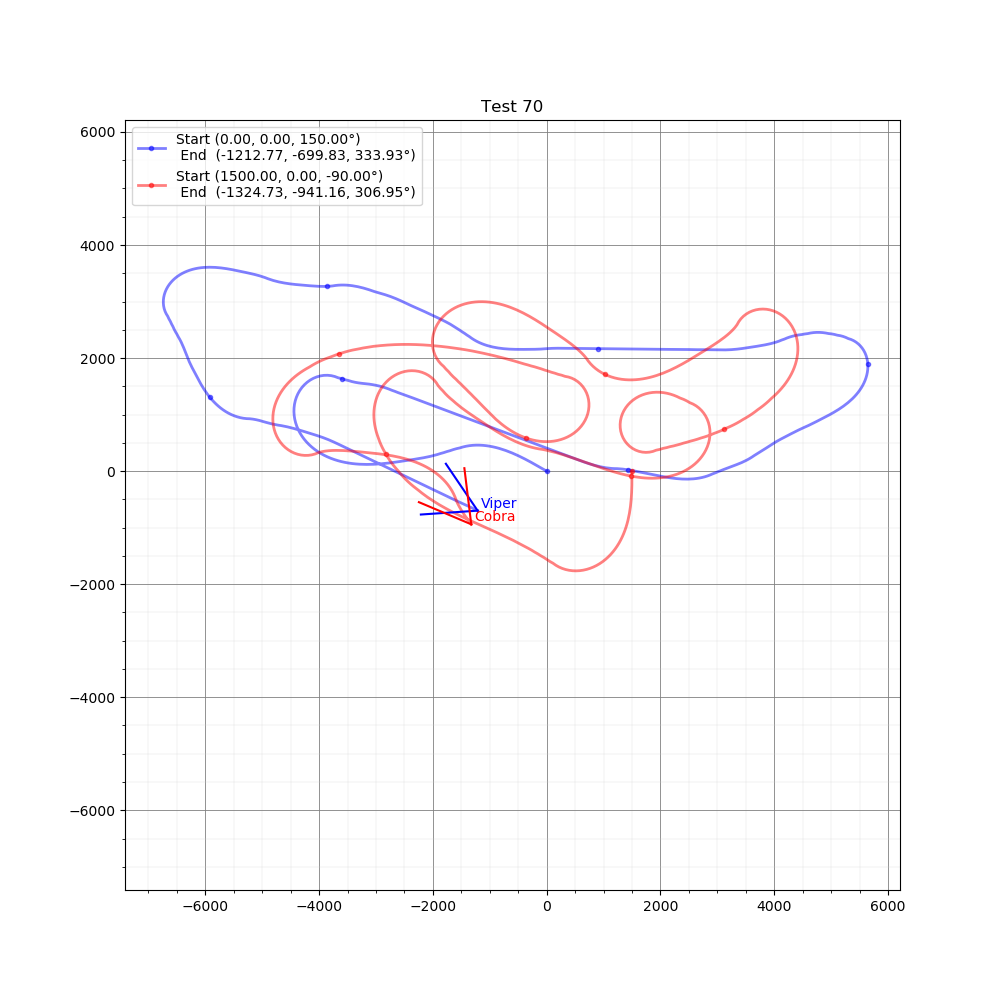 Test 70
Start (0.00, 0.00, 150.00°)
End (-1212.77, -699.83, 333.93°)
Start (1500.00, 0.00, -90.00°)
End (-1324.73, -941.16, 306.95°)
6000
4000
2000
0
−2000
−4000
−6000
Viper
Cobra
−6000 −4000 −2000 0 2000 4000 6000